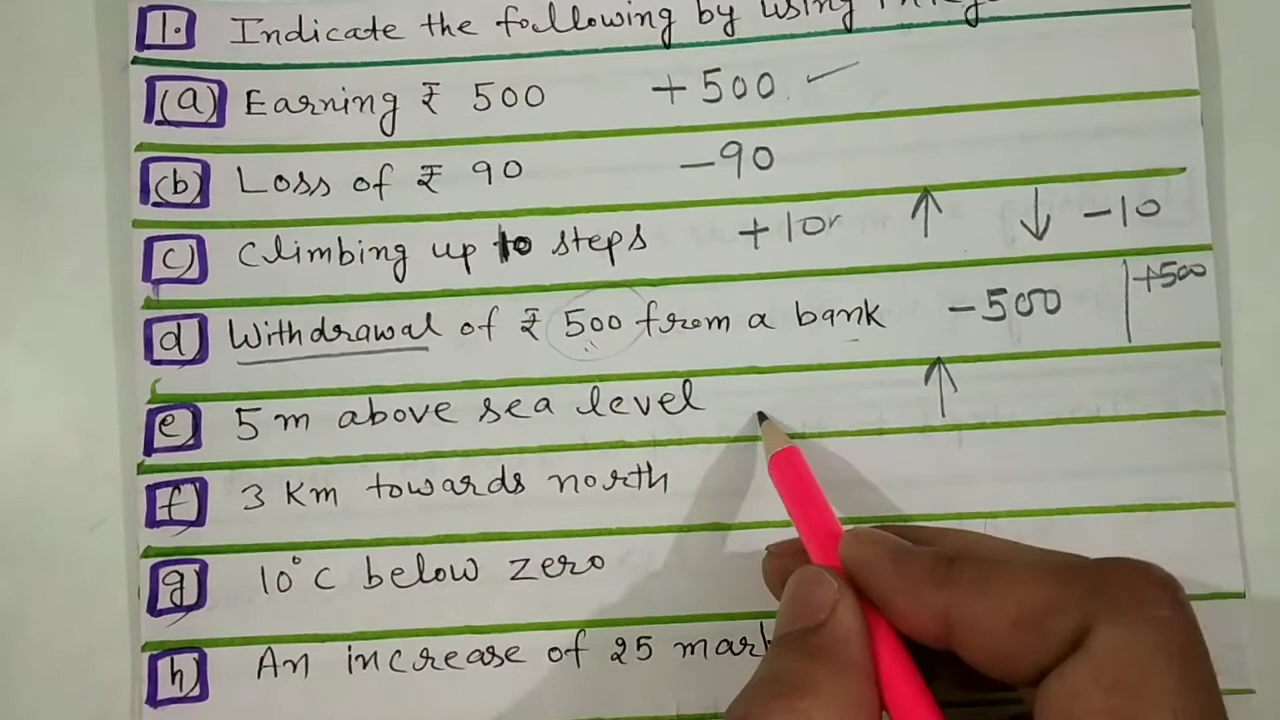 1. Indicate the following by using
(a) Earning ₹ 500 +500
(b) Loss of ₹ 90 -90
(c) Climbing up 10 steps +10 ↑ ↓ -10
(d) Withdrawal of ₹ 500 from a bank -500 | +500
(e) 5 m above sea level ↑
(f) 3 Km towards north
(g) 10°C below zero
(h) An increase of 25